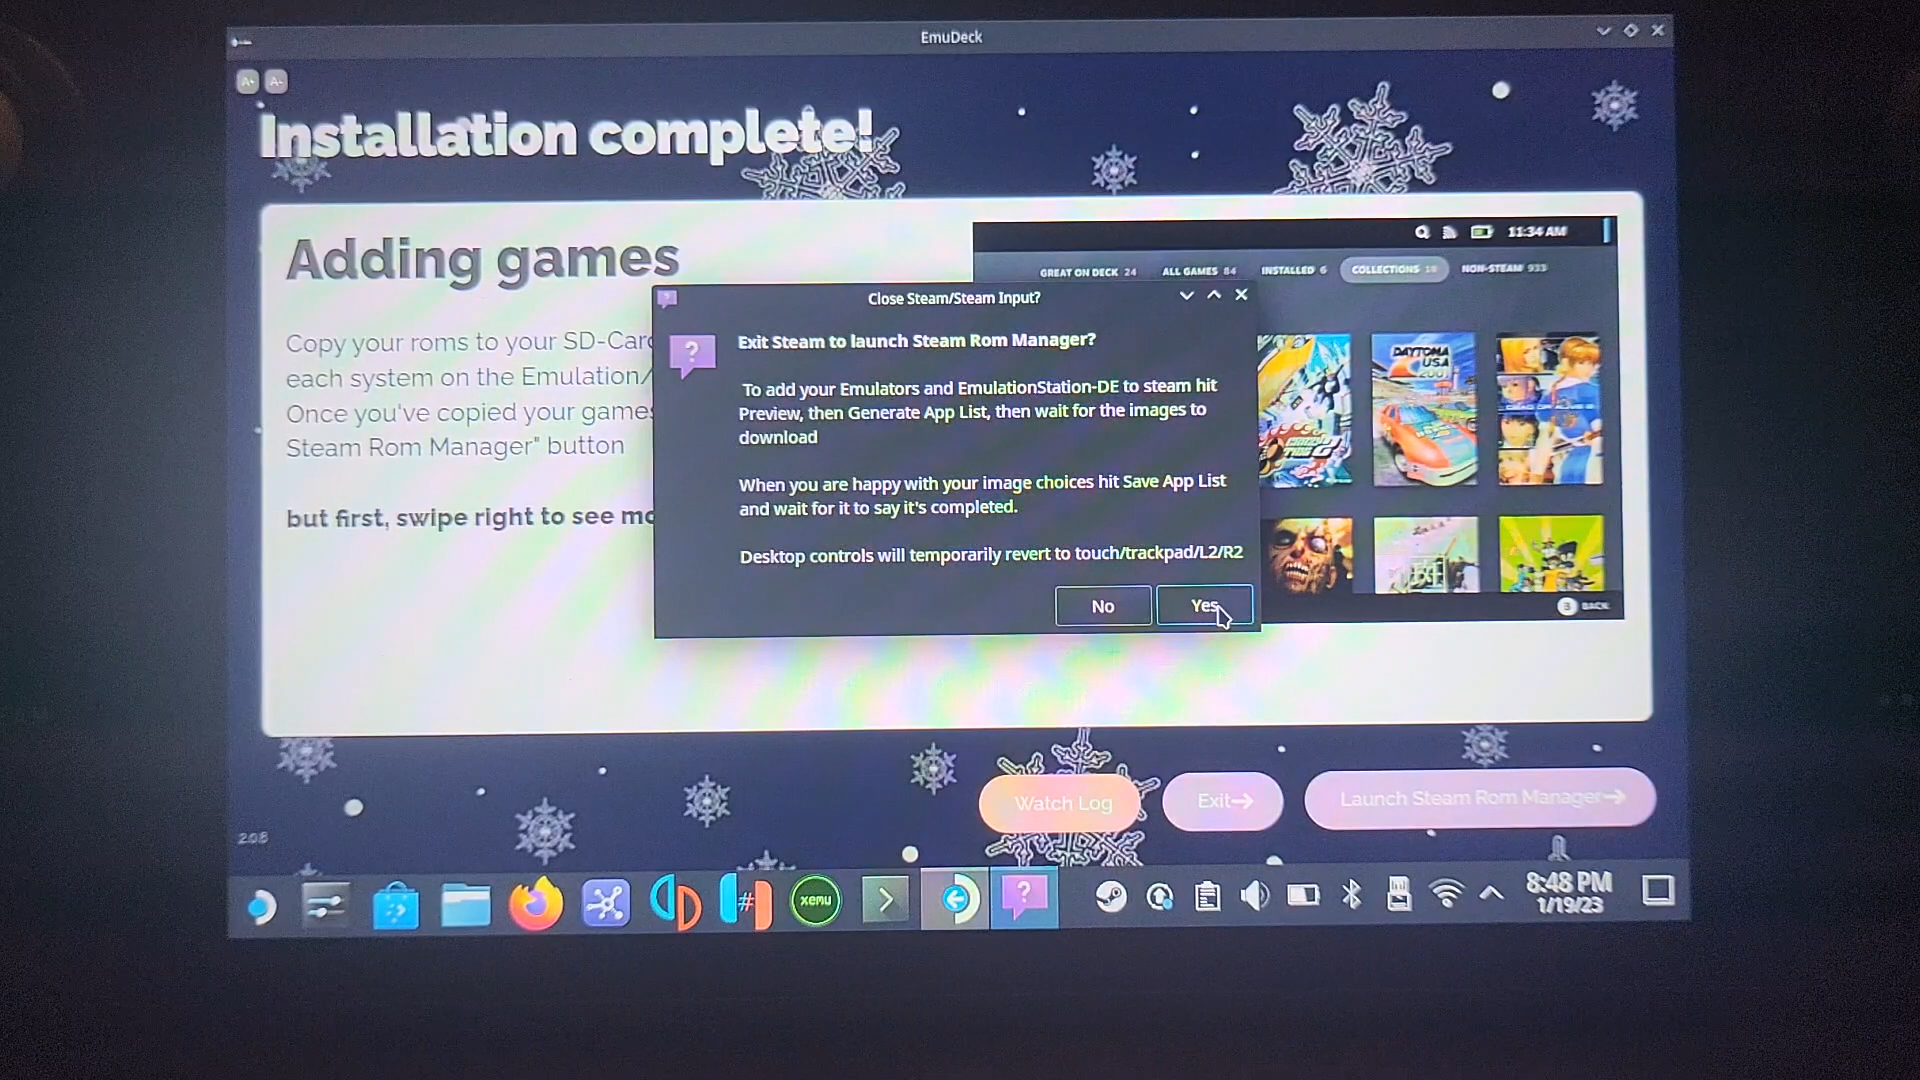 EmuDeck
A+ A-
Installation complete!
Adding games
Copy your roms to your SD-Card
each system on the Emulation/
Once you've copied your games
Steam Rom Manager" button
but first, swipe right to see mo
11:34 AM
GREAT ON DECK 24 ALL GAMES 84 INSTALLED 6 COLLECTIONS NON-STEAM 933
DAYTONA
USA
2001
BACK
Close Steam/Steam Input?
Exit Steam to launch Steam Rom Manager?
To add your Emulators and EmulationStation-DE to steam hit
Preview, then Generate App List, then wait for the images to
download
When you are happy with your image choices hit Save App List
and wait for it to say it's completed.
Desktop controls will temporarily revert to touch/trackpad/L2/R2
No Yes
Watch Log Exit→ Launch Steam Rom Manager→
2.0.8
xemu
8:48 PM
1/19/23